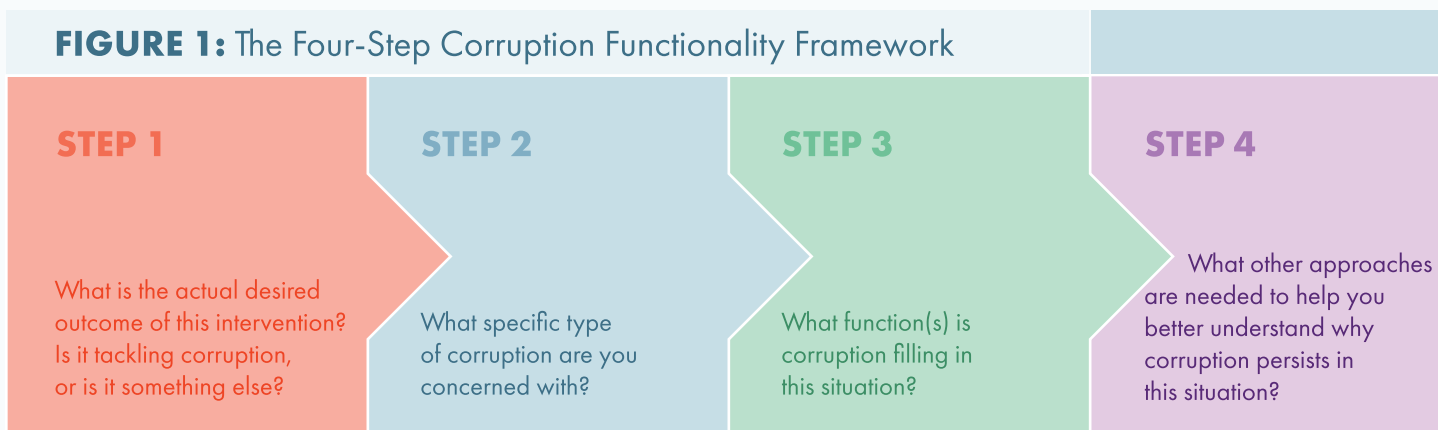 FIGURE 1: The Four-Step Corruption Functionality Framework
STEP 1
What is the actual desired
outcome of this intervention?
Is it tackling corruption,
or is it something else?
STEP 2
What specific type
of corruption are you
concerned with?
STEP 3
What function(s) is
corruption filling in
this situation?
STEP 4
What other approaches
are needed to help you
better understand why
corruption persists in
this situation?